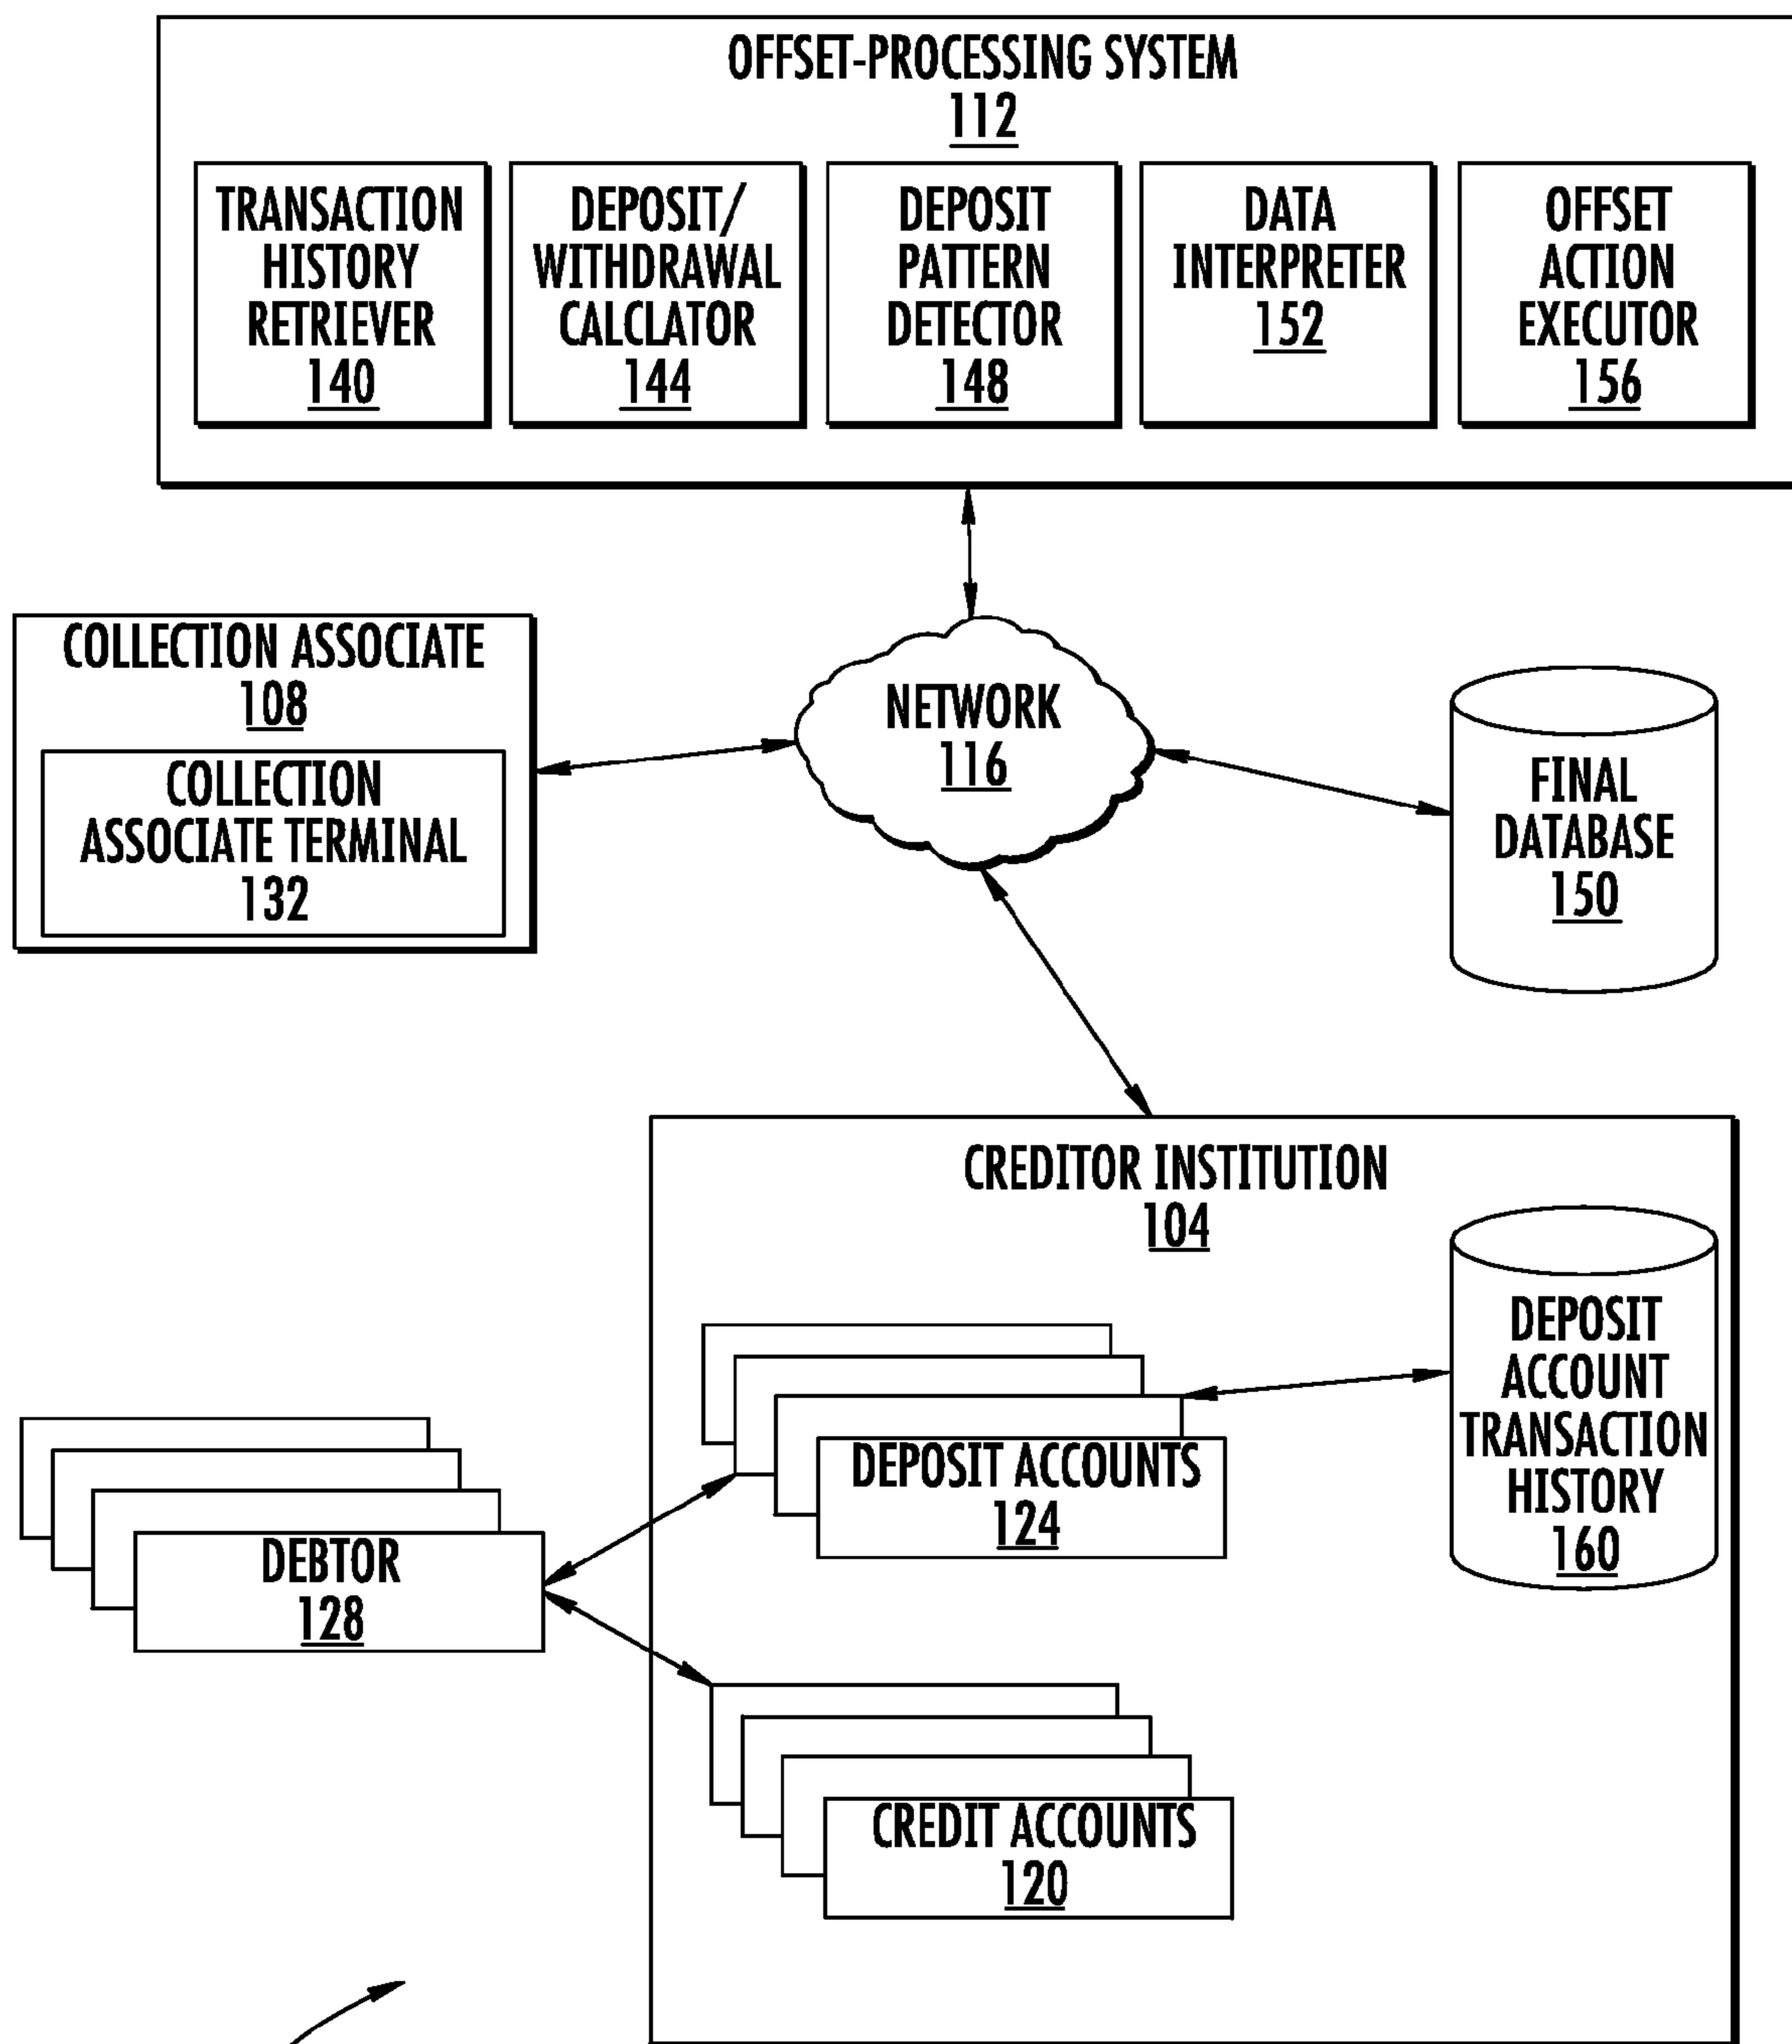 OFFSET-PROCESSING SYSTEM
112
TRANSACTION
HISTORY
RETRIEVER
140
DEPOSIT/
WITHDRAWAL
CALCLATOR
144
DEPOSIT
PATTERN
DETECTOR
148
DATA
INTERPRETER
152
OFFSET
ACTION
EXECUTOR
156
COLLECTION ASSOCIATE
108
COLLECTION
ASSOCIATE TERMINAL
132
NETWORK
116
FINAL
DATABASE
150
CREDITOR INSTITUTION
104
DEPOSIT
ACCOUNT
TRANSACTION
HISTORY
160
DEPOSIT ACCOUNTS
124
DEBTOR
128
CREDIT ACCOUNTS
120